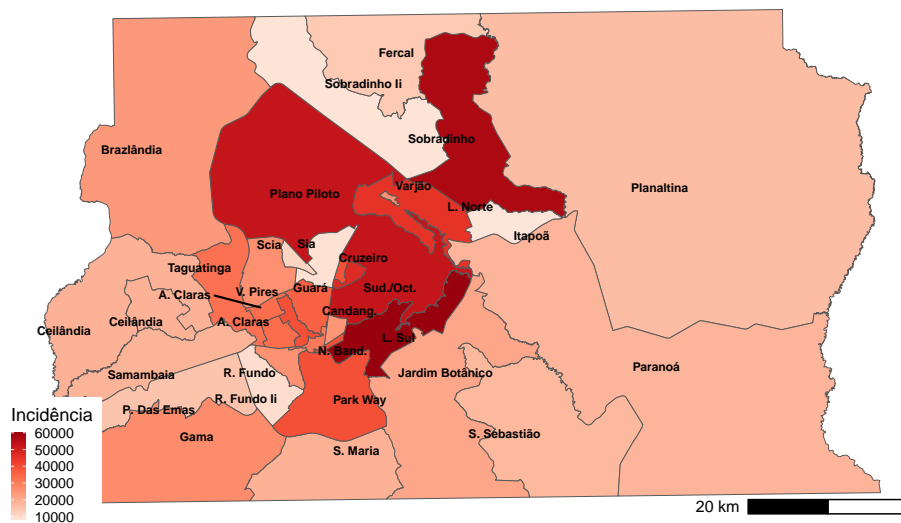 Fercal
Sobradinho Ii
Sobradinho
Brazlândia
Varjão
Planaltina
Plano Piloto
L. Norte
Itapoã
Scia
Sia
Cruzeiro
Taguatinga
Sud./Oct.
V. Pires
Guará
A. Claras
Candang.
Ceilândia
Ceilândia
A. Claras
L. Sul
N. Band.
Samambaia
R. Fundo
Jardim Botânico
Paranoá
R. Fundo Ii
Park Way
P. Das Emas
Gama
S. Sebastião
S. Maria
Incidência
60000
50000
40000
30000
20000
10000
20 km